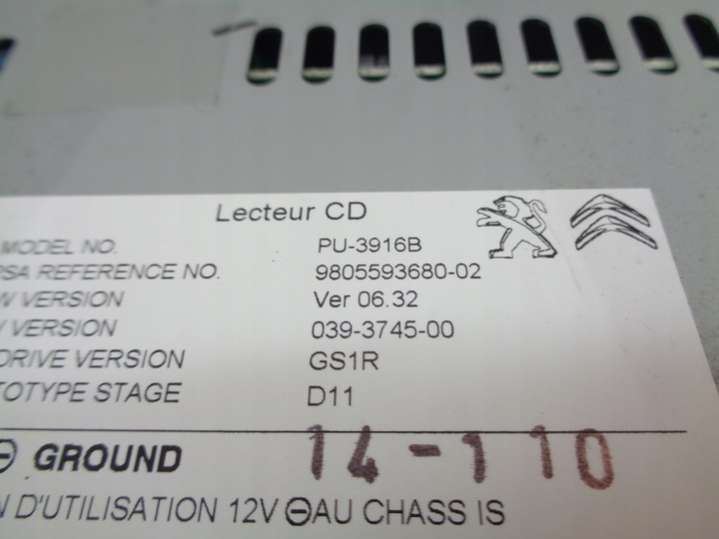 Lecteur CD
MODEL NO. PU-3916B
PSA REFERENCE NO. 9805593680-02
W VERSION Ver 06.32
VERSION 039-3745-00
DRIVE VERSION GS1R
TOTYPE STAGE D11
⊖ GROUND 14-110
N D'UTILISATION 12V ⊖AU CHASS IS